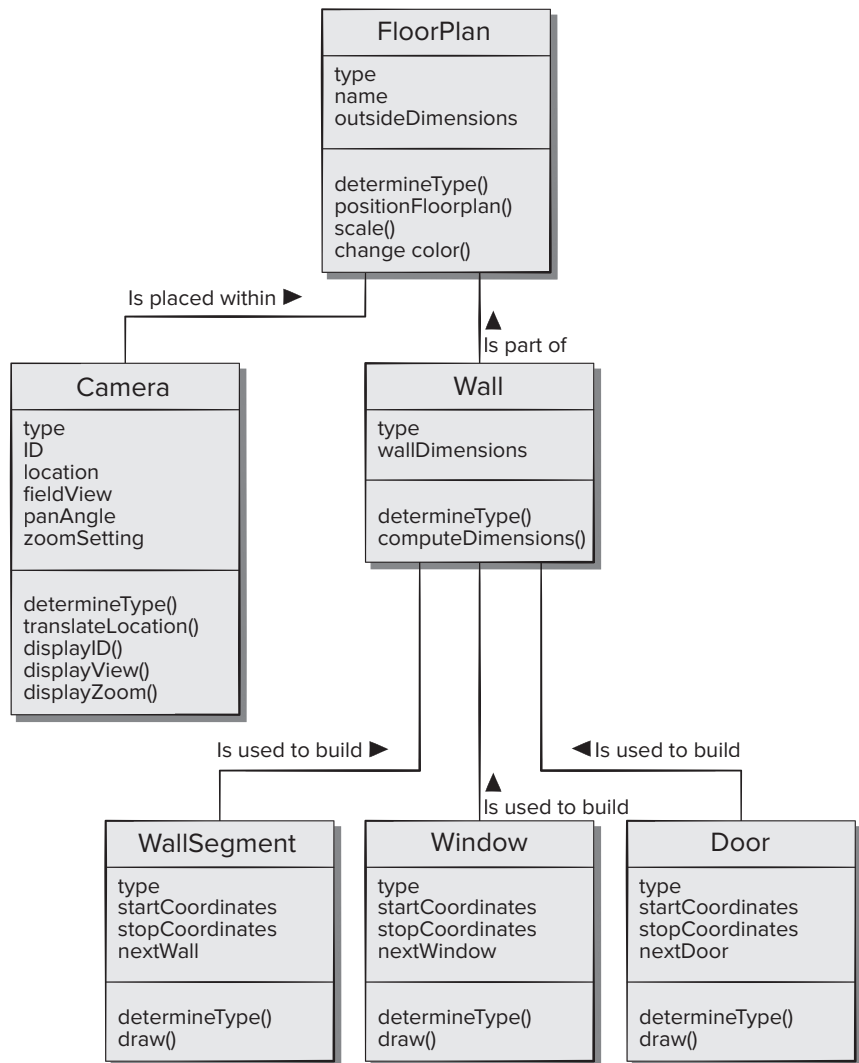 FloorPlan
type
name
outsideDimensions
determineType()
positionFloorplan()
scale()
change color()
Is placed within ▶
▲
Is part of
Camera
type
ID
location
fieldView
panAngle
zoomSetting
determineType()
translateLocation()
displayID()
displayView()
displayZoom()
Wall
type
wallDimensions
determineType()
computeDimensions()
Is used to build ▶
▲
Is used to build
◀ Is used to build
WallSegment
type
startCoordinates
stopCoordinates
nextWall
determineType()
draw()
Window
type
startCoordinates
stopCoordinates
nextWindow
determineType()
draw()
Door
type
startCoordinates
stopCoordinates
nextDoor
determineType()
draw()